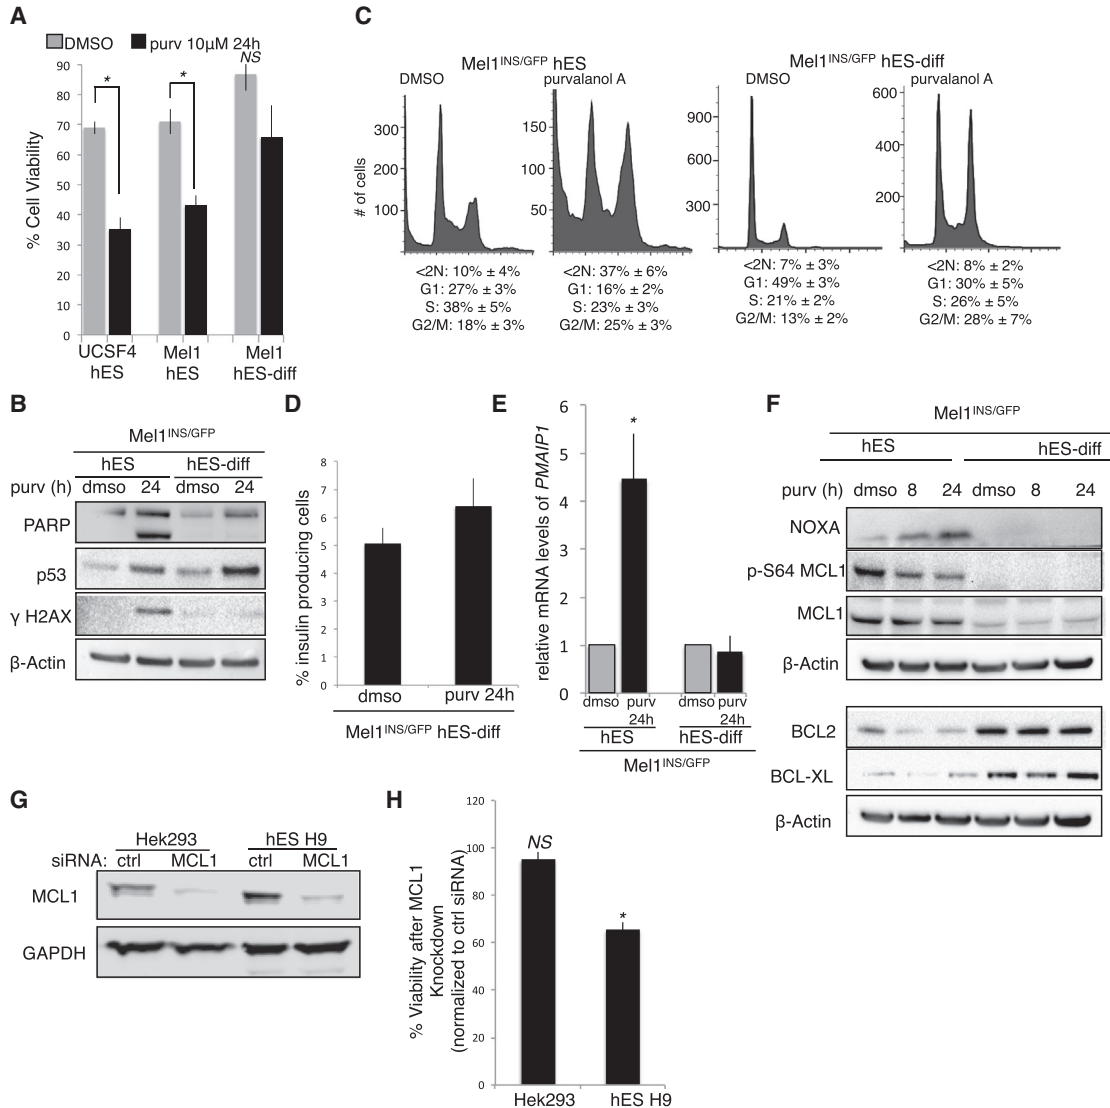 A
DMSO purv 10µM 24h
NS
* *
90
80
70
60
50
40
30
20
10
0
% Cell Viability
UCSF4 hES
Mel1 hES
Mel1 hES-diff
C
Mel1INS/GFP hES
DMSO purvalanol A
Mel1INS/GFP hES-diff
DMSO purvalanol A
# of cells
300
200
100
150
100
50
900
600
300
600
400
200
<2N: 10% ± 4%
G1: 27% ± 3%
S: 38% ± 5%
G2/M: 18% ± 3%
<2N: 37% ± 6%
G1: 16% ± 2%
S: 23% ± 3%
G2/M: 25% ± 3%
<2N: 7% ± 3%
G1: 49% ± 3%
S: 21% ± 2%
G2/M: 13% ± 2%
<2N: 8% ± 2%
G1: 30% ± 5%
S: 26% ± 5%
G2/M: 28% ± 7%
B
Mel1INS/GFP
hES hES-diff
purv (h) dmso 24 dmso 24
PARP
p53
γ H2AX
β-Actin
D
% insulin producing cells
8
7
6
5
4
3
2
1
0
dmso purv 24h
Mel1INS/GFP hES-diff
E
relative mRNA levels of PMAIP1
6
5
4
3
2
1
0
*
dmso purv 24h dmso purv 24h
hES hES-diff
Mel1INS/GFP
F
Mel1INS/GFP
hES hES-diff
purv (h) dmso 8 24 dmso 8 24
NOXA
p-S64 MCL1
MCL1
β-Actin
BCL2
BCL-XL
β-Actin
G
Hek293 hES H9
siRNA: ctrl MCL1 ctrl MCL1
MCL1
GAPDH
H
% Viability after MCL1
Knockdown
(normalized to ctrl siRNA)
120
100
80
60
40
20
0
NS
*
Hek293 hES H9